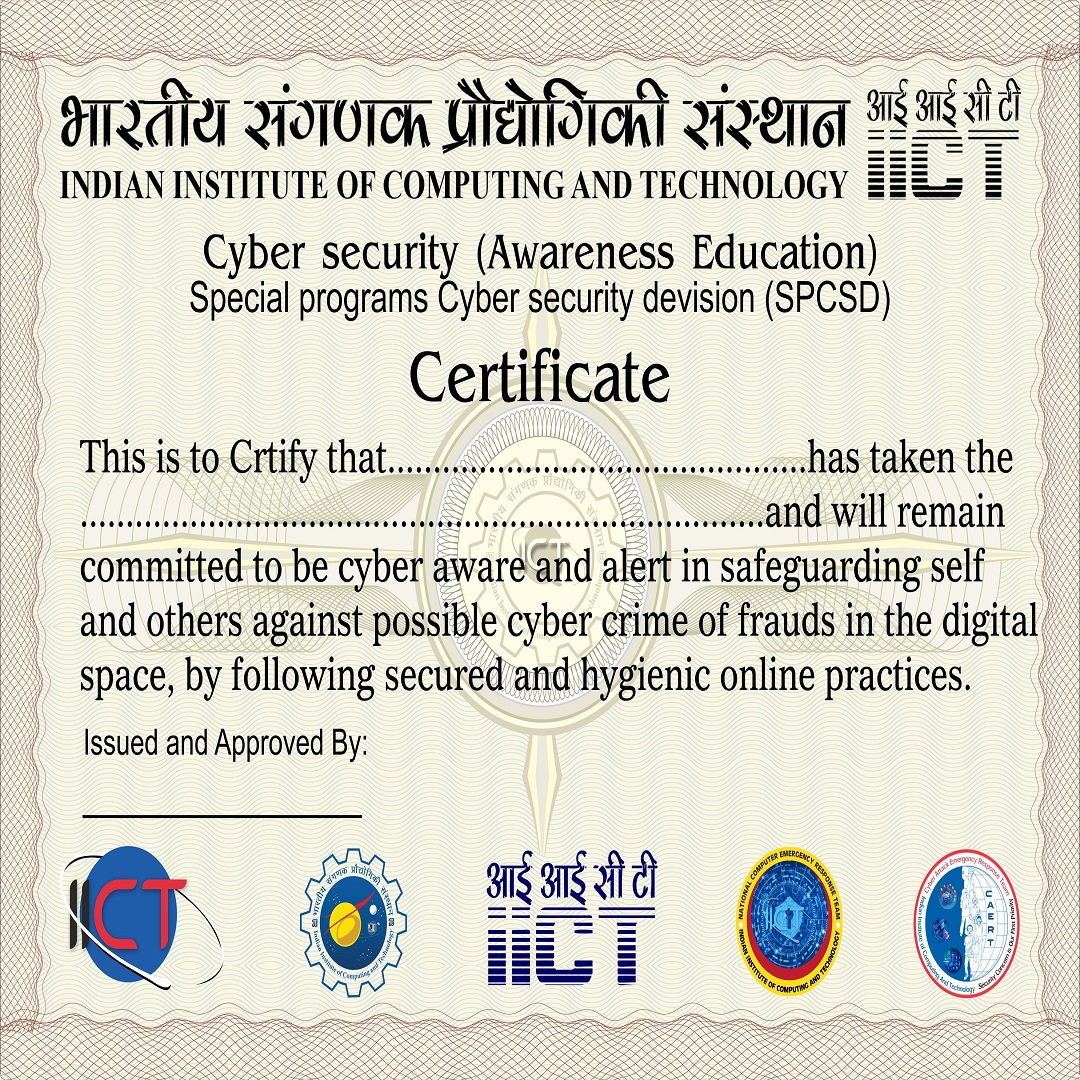 भारतीय संगणक प्रौद्योगिकी संस्थान
आई आई सी टी
INDIAN INSTITUTE OF COMPUTING AND TECHNOLOGY
IICT
Cyber security (Awareness Education)
Special programs Cyber security devision (SPCSD)
Certificate
This is to Crtify that..............................................has taken the
...........................................................................and will remain
committed to be cyber aware and alert in safeguarding self
and others against possible cyber crime of frauds in the digital
space, by following secured and hygienic online practices.
Issued and Approved By:
IICT
भारतीय संगणक प्रौद्योगिकी संस्थान
Indian Institute of Computing and Technology
आई आई सी टी
IICT
NATIONAL COMPUTER EMERGENCY RESPONSE TEAM
INDIAN INSTITUTE OF COMPUTING AND TECHNOLOGY
Cyber Attack Emergency Response Team
CAERT
Indian Institute of Computing And Technology
Security Concern is Our First Priority